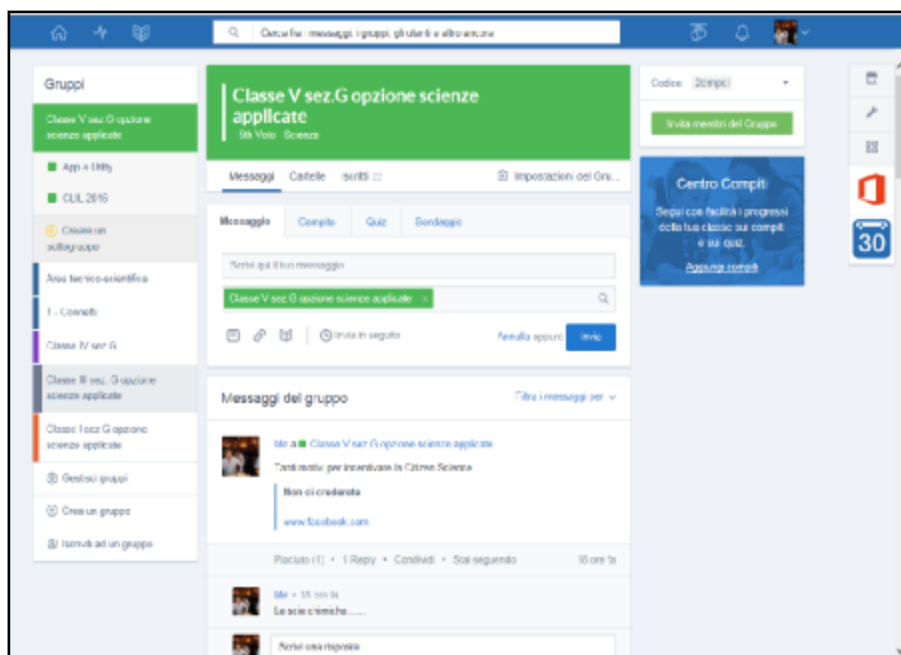 Cerca fra i messaggi, i gruppi, gli utenti e altro ancora
Gruppi
Classe V sez.G opzione
scienze applicate
App e Utility
CLIL 2016
Creare un
sottogruppo
Area tecnico-scientifica
1 - Connetti
Classe IV sez G
Classe III sez. G opzione
scienze applicate
Classe I sez G opzione
scienze applicate
Gestisci gruppi
Crea un gruppo
Iscriviti ad un gruppo
Classe V sez.G opzione scienze
applicate
5th Voto Scienze
Messaggi Cartelle Iscritti 22 Impostazioni del Gru...
Messaggio Compito Quiz Sondaggio
Scrivi qui il tuo messaggio
Classe V sez.G opzione science applicate ×
Invia in seguito Annulla oppure Invia
Messaggi del gruppo Filtra i messaggi per
Me a Classe V sez G opzione scienze applicate
Tanti motivi per incentivare la Citizen Science
Non ci crederete
www.facebook.com
Piaciuto (1) • 1 Reply • Condividi • Stai seguendo
Me •
Le scie chimiche......
Scrivi una risposta
Codice
Invita membri del Gruppo
Centro Compiti
Segui con facilità i progressi
della tua classe sui compiti
e sui quiz.
Aggiungi compiti
30